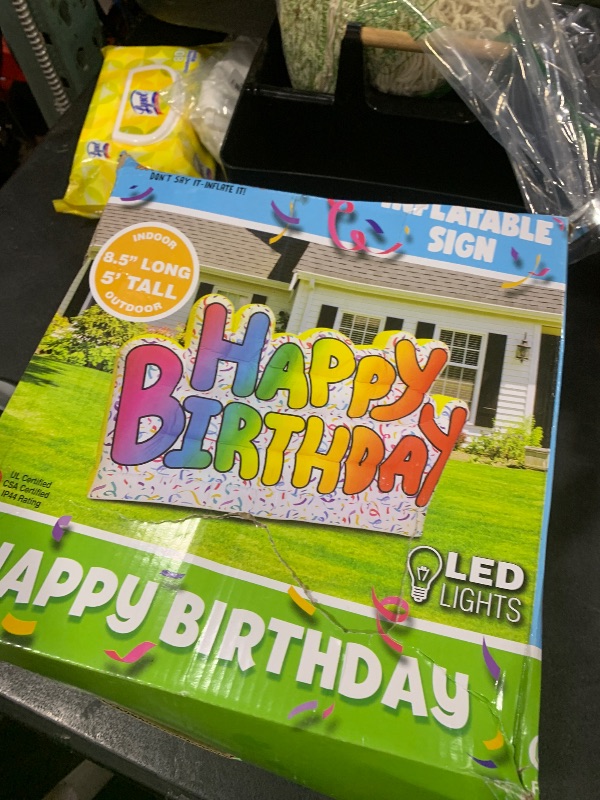 DON'T SAY IT-INFLATE IT!
INFLATABLE
SIGN
INDOOR
8.5" LONG
5' TALL
OUTDOOR
HAPPY
BIRTHDAY
UL Certified
CSA Certified
IP44 Rating
LED
LIGHTS
HAPPY BIRTHDAY